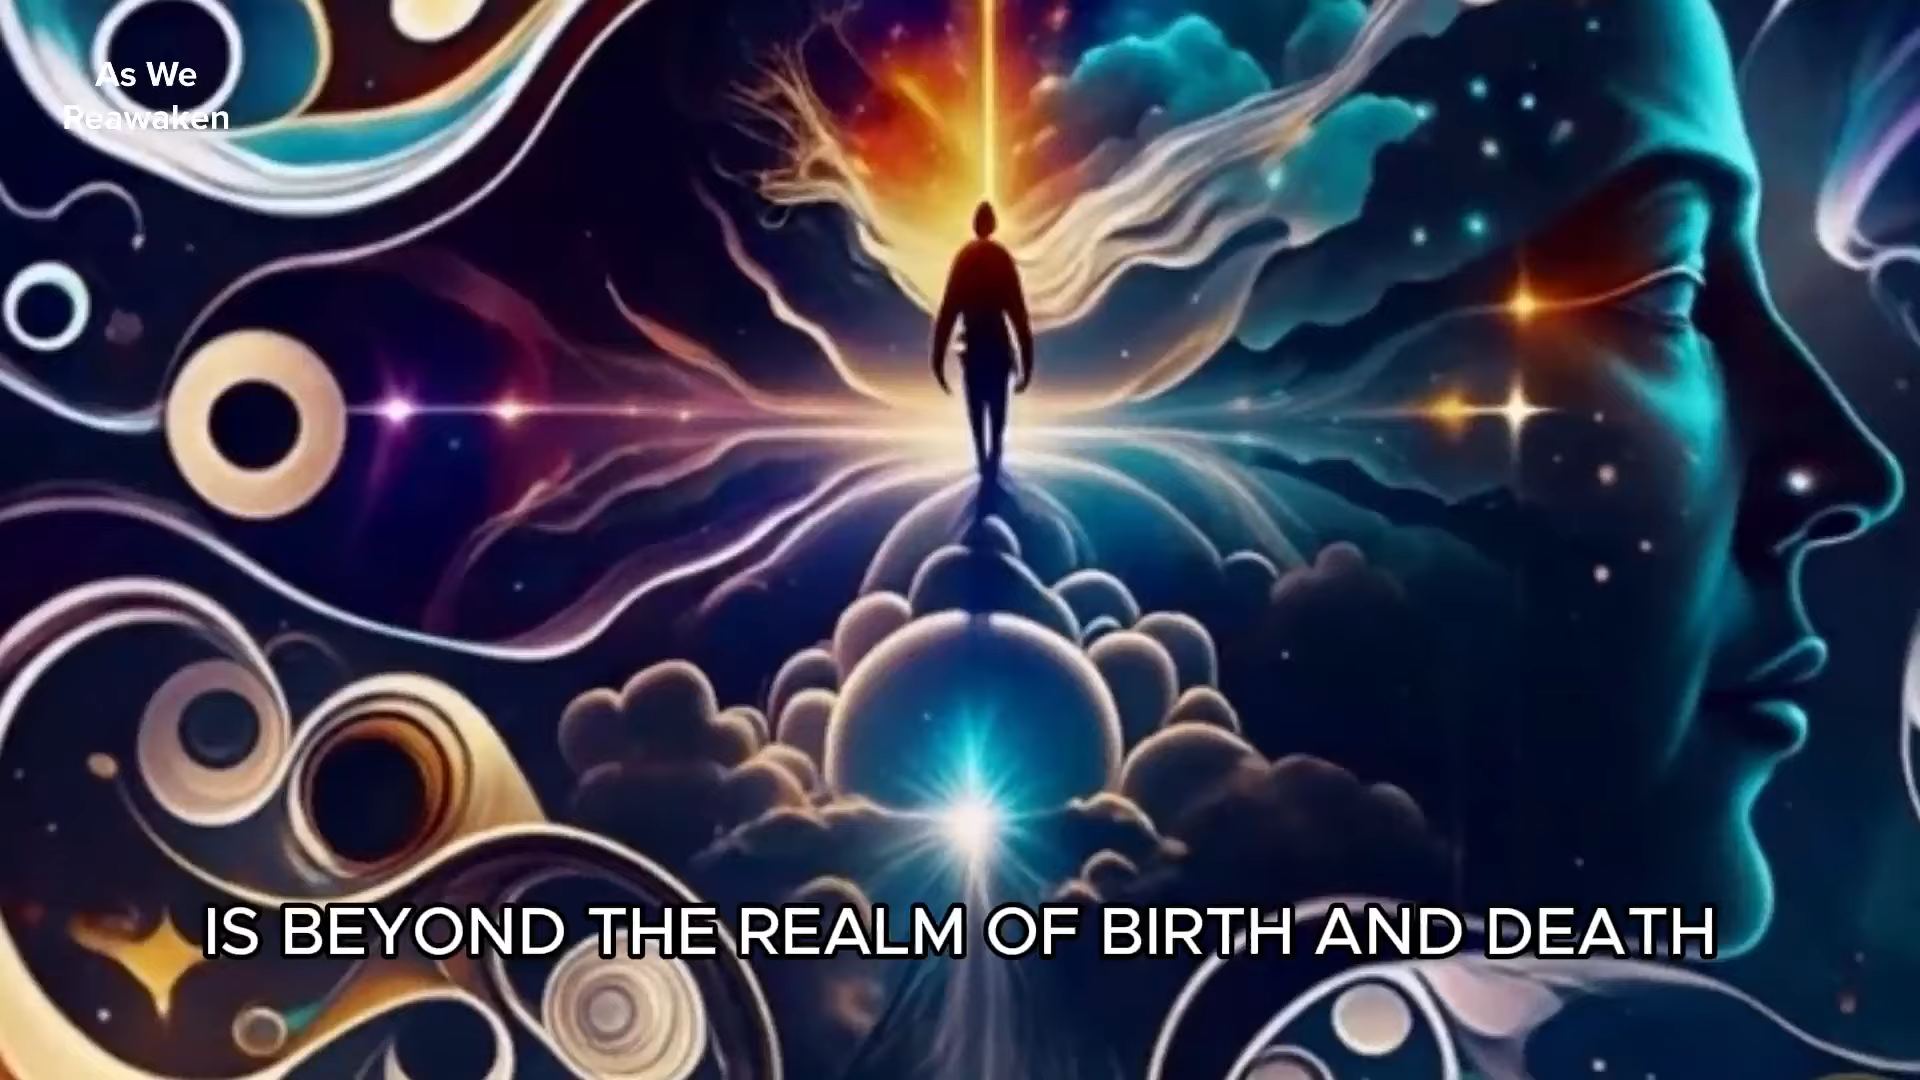 As We
Reawaken
IS BEYOND THE REALM OF BIRTH AND DEATH